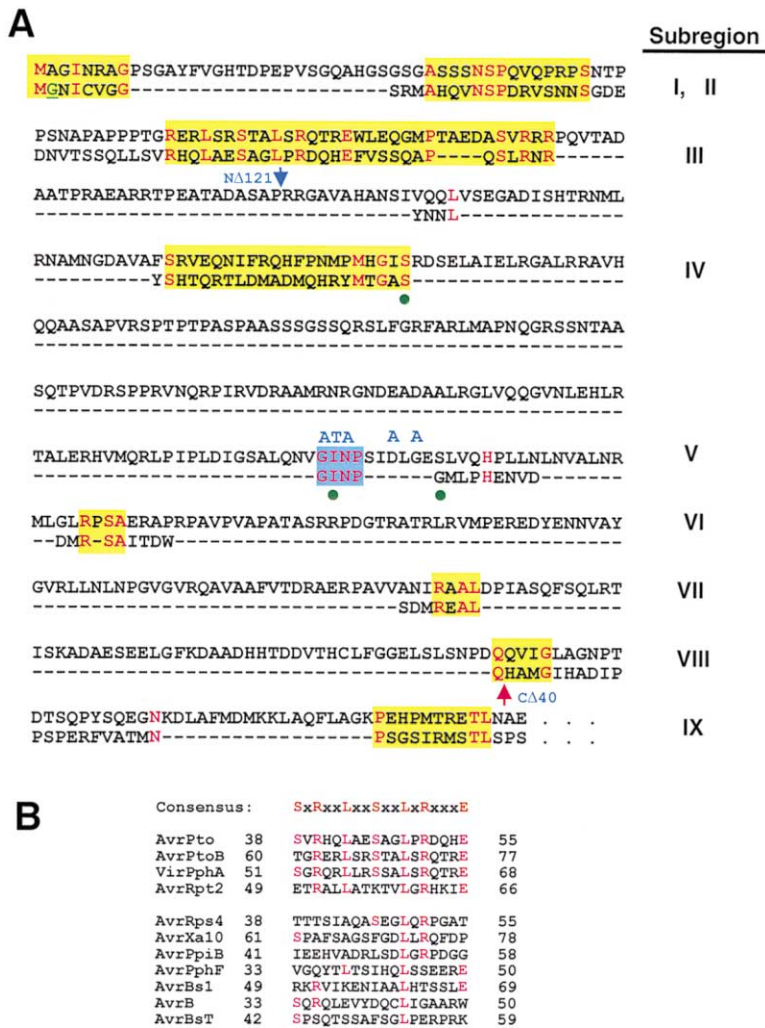 A
Subregion
MAGINRAGPSGAYFVGHTDPEPVSGQAHGSGSGASSSNSPQVQPRPSNTP
MGNICVGG-----------------------SRMAHQVNSPDRVSNNSGDE
I, II
PSNAPAPPPTGRERLSRSTALSRQTREWLEQGMPTAEDASVRRRPQVTAD
DNVTSSQLLSVRHQLAESAGLPRDQHEFVSSQAP----QSLRNR------
III
NΔ121
AATPRAEARRTPEATADASAPRRGAVAHANSIVQQLVSEGADISHTRNML
--------------------------------YNNL--------------
RNAMNGDAVAFSRVEQNIFRQHFPNMPMHGISRDSELAIELRGALRRAVH
----------YSHTQRTLDMADMQHRYMTGAS------------------
IV
QQAASAPVRSPTPTPASPAASSSGSSQRSLFGRFARLMAPNQGRSSNTAA
--------------------------------------------------
SQTPVDRSPPRVNQRPIRVDRAAMRNRGNDEADAALRGLVQQGVNLEHLR
--------------------------------------------------
ATA A A
TALERHVMQRLPIPLDIGSALQNVGINPSIDLGESLVQHPLLNLNVALNR
------------------------GINP------GMLPHENVD-------
V
MLGLRPSAERAPRPAVPVAPATASRRPDGTRATRLRVMPEREDYENNVAY
--DMR-SAITDW--------------------------------------
VI
GVRLLNLNPGVGVRQAVAAFVTDRAERPAVVANIRAALDPIASQFSQLRT
-------------------------------SDMREAL------------
VII
ISKADAESEELGFKDAADHHTDDVTHCLFGGELSLSNPDQQVIGLAGNPT
---------------------------------------QHAMGIHADIP
VIII
CΔ40
DTSQPYSQEGNKDLAFMDMKKLAQFLAGKPEHPMTRETLNAE . . .
PSPERFVATMN------------------PSGSIRMSTLSPS . . .
IX
B
Consensus: SxRxxLxxSxxLxRxxxE
AvrPto 38 SVRHQLAESAGLPRDQHE 55
AvrPtoB 60 TGRERLSRSTALSRQTRE 77
VirPphA 51 SGRQRLLRSSALSRQTRE 68
AvrRpt2 49 ETRALLATKTVLGRHKIE 66
AvrRps4 38 TTTSIAQASEGLQRPGAT 55
AvrXa10 61 SPAFSAGSFGDLLRQFDP 78
AvrPpiB 41 IEEHVADRLSDLGRPDGG 58
AvrPphF 33 VGQYTLTSIHQLSSEERE 50
AvrBs1 49 RKRVIKENIAALHTSSLE 69
AvrB 33 SQRQLEVYDQCLIGAARW 50
AvrBsT 42 SPSQTSSAFSGLPERPRK 59